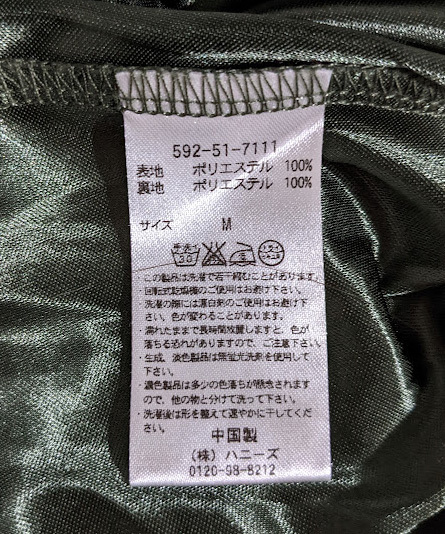 592-51-7111
表地 ポリエステル 100%
裏地 ポリエステル 100%
サイズ M
手洗イ
30
この製品は洗濯で若干縮むことがあります。
・回転式乾燥機のご使用はお避け下さい。
・洗濯の際には漂白剤のご使用はお避け下
さい。色が変わることがあります。
・濡れたままで長時間放置しますと、色が
落ちる恐れがありますので、ご注意下さい。
・生成、淡色製品は無蛍光洗剤を使用して
下さい。
・濃色製品は多少の色落ちが懸念されます
ので、他の物と分けて洗って下さい。
・洗濯後は形を整えて速やかに干してくだ
さい。
中国製
(株) ハニーズ
0120-98-8212